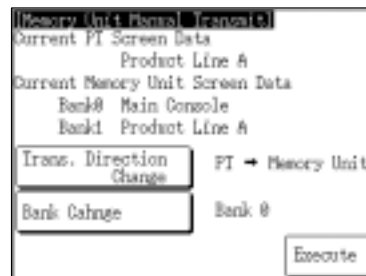 [Memory Unit Manual Transmit]
Current PT Screen Data
Product Line A
Current Memory Unit Screen Data
Bank0 Main Console
Bank1 Product Line A
Trans. Direction
Change
PT → Memory Unit
Bank Cahnge
Bank 0
Execute